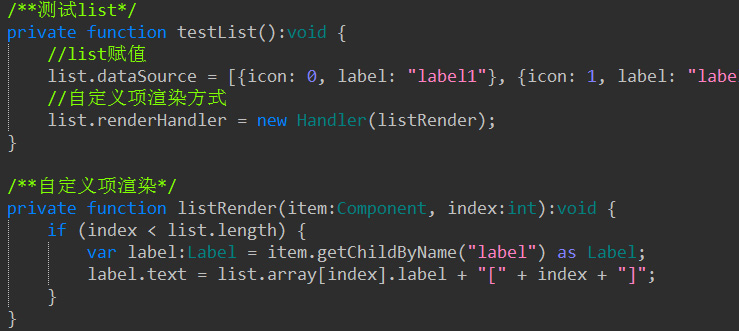 /**测试list*/
private function testList():void {
//list赋值
list.dataSource = [{icon: 0, label: "label1"}, {icon: 1, label: "labe
//自定义项渲染方式
list.renderHandler = new Handler(listRender);
}
/**自定义项渲染*/
private function listRender(item:Component, index:int):void {
if (index < list.length) {
var label:Label = item.getChildByName("label") as Label;
label.text = list.array[index].label + "[" + index + "]";
}
}